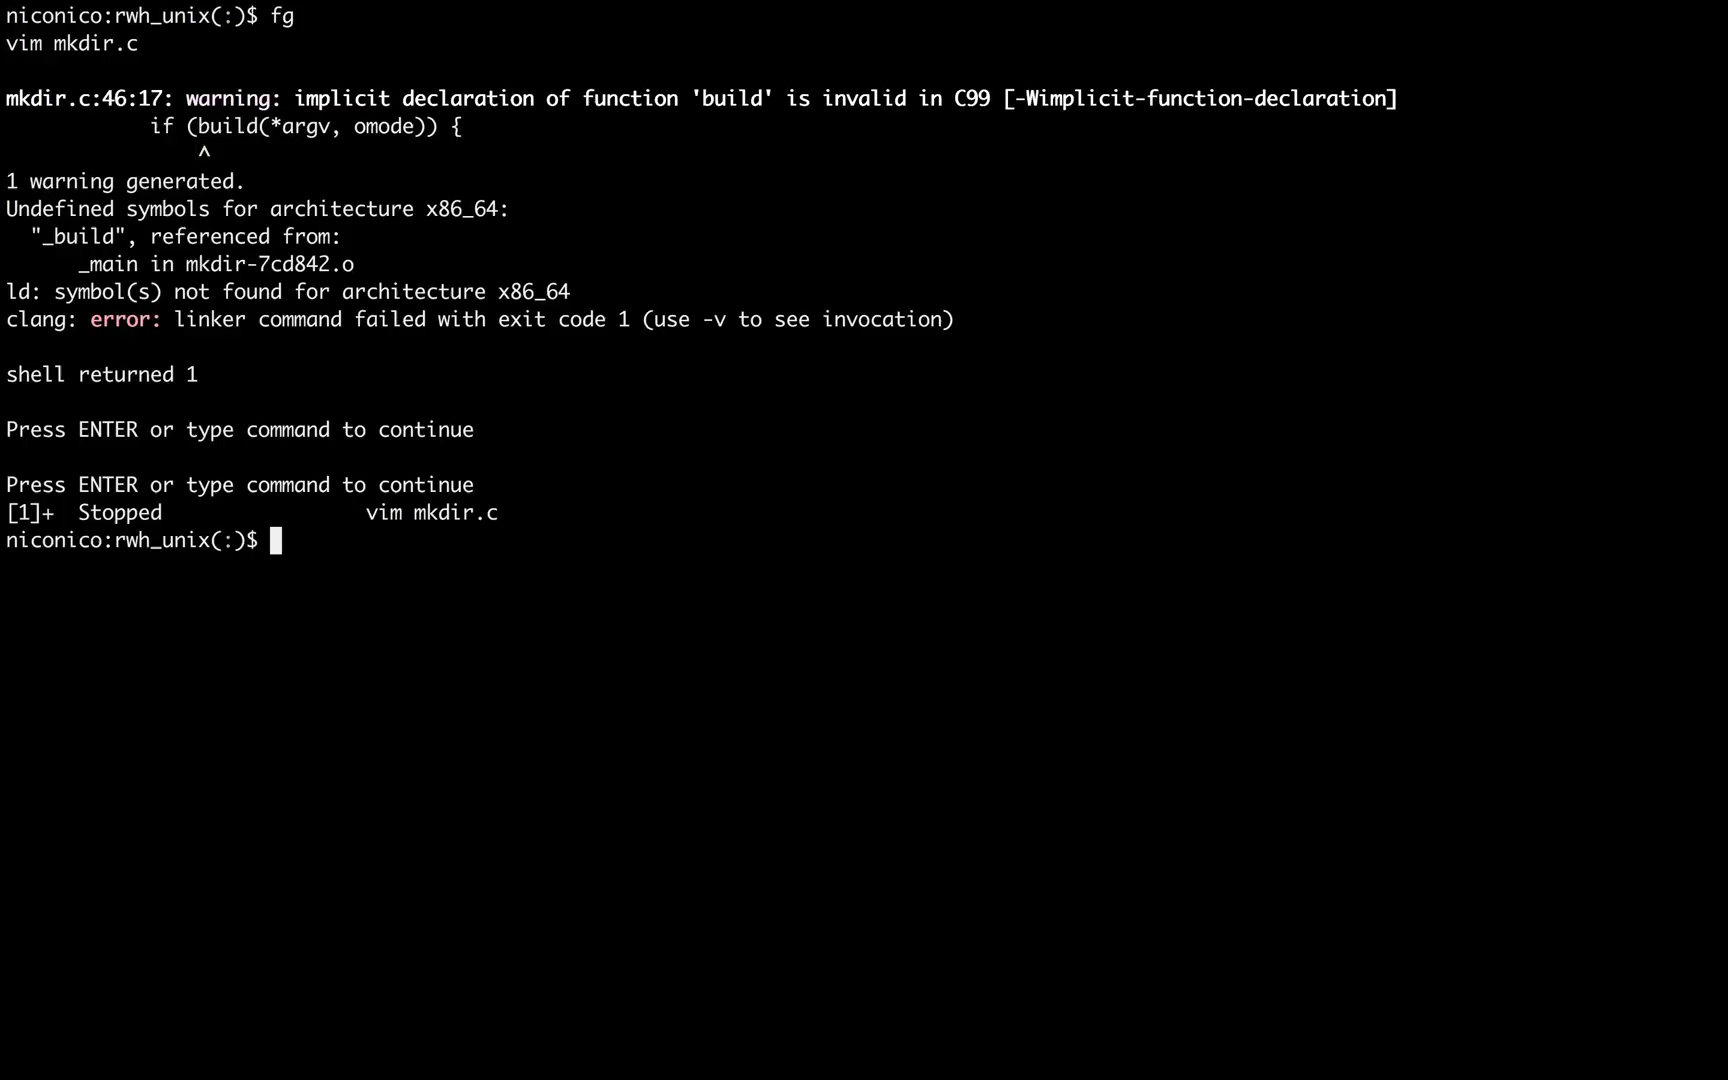 niconico:rwh_unix(:)$ fg
vim mkdir.c
mkdir.c:46:17: warning: implicit declaration of function 'build' is invalid in C99 [-Wimplicit-function-declaration]
            if (build(*argv, omode)) {
                ^
1 warning generated.
Undefined symbols for architecture x86_64:
  "_build", referenced from:
      _main in mkdir-7cd842.o
ld: symbol(s) not found for architecture x86_64
clang: error: linker command failed with exit code 1 (use -v to see invocation)
shell returned 1
Press ENTER or type command to continue
Press ENTER or type command to continue
[1]+  Stopped                 vim mkdir.c
niconico:rwh_unix(:)$